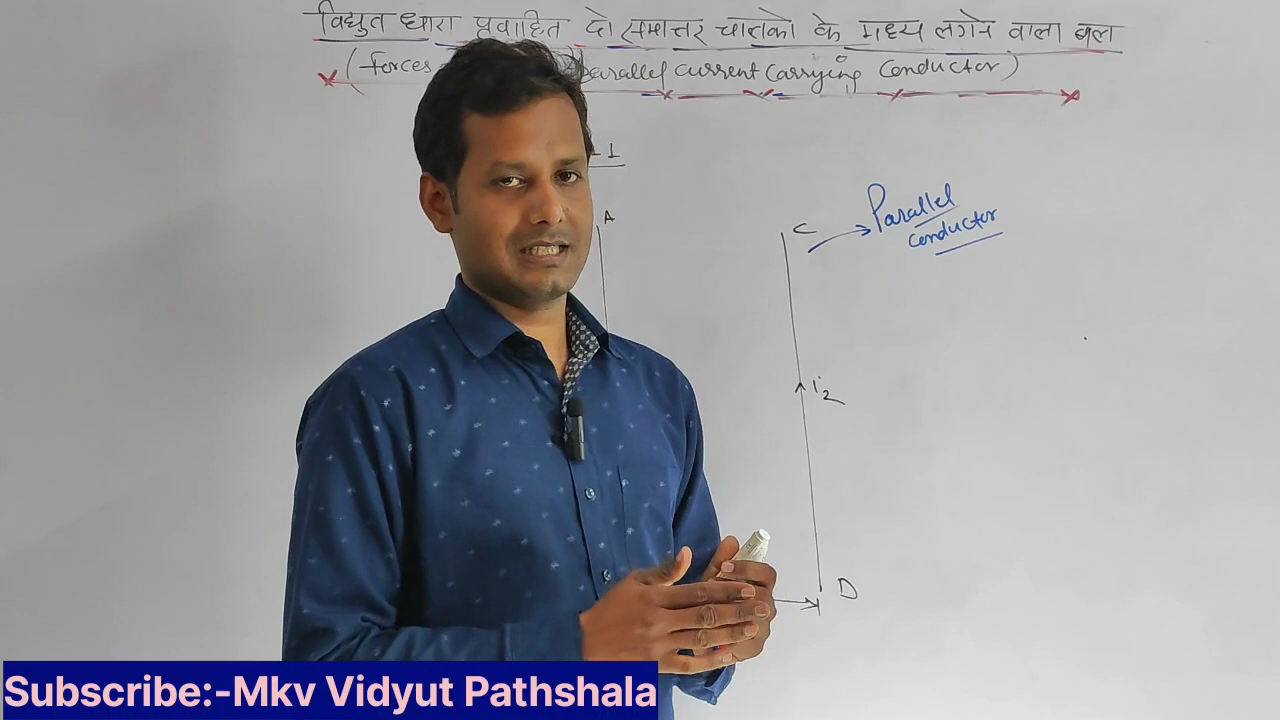 विद्युत धारा प्रवाहित दो समान्तर चालको के मध्य लगने वाला बल
(forces parallel current carrying conductor)
-1
A
C
Parallel
conductor
i2
D
Subscribe:-Mkv Vidyut Pathshala